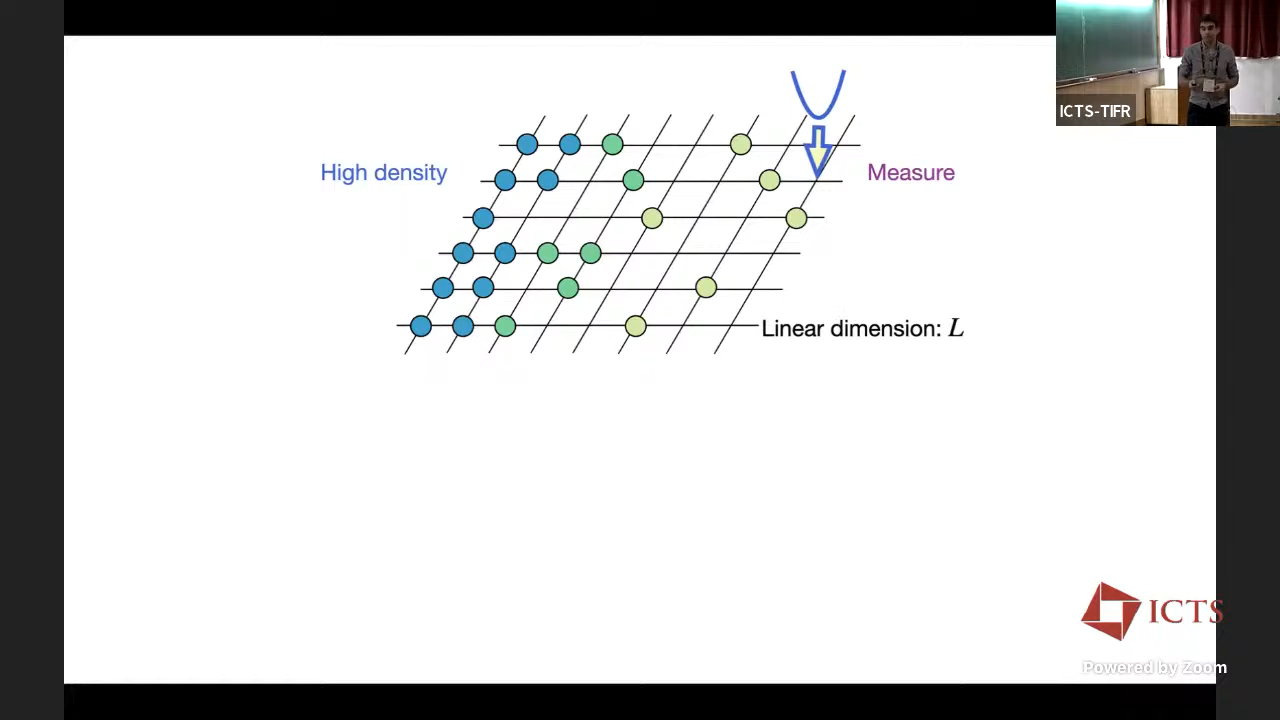 ICTS-TIFR
High density
Measure
Linear dimension: L
ICTS
Powered by Zoom